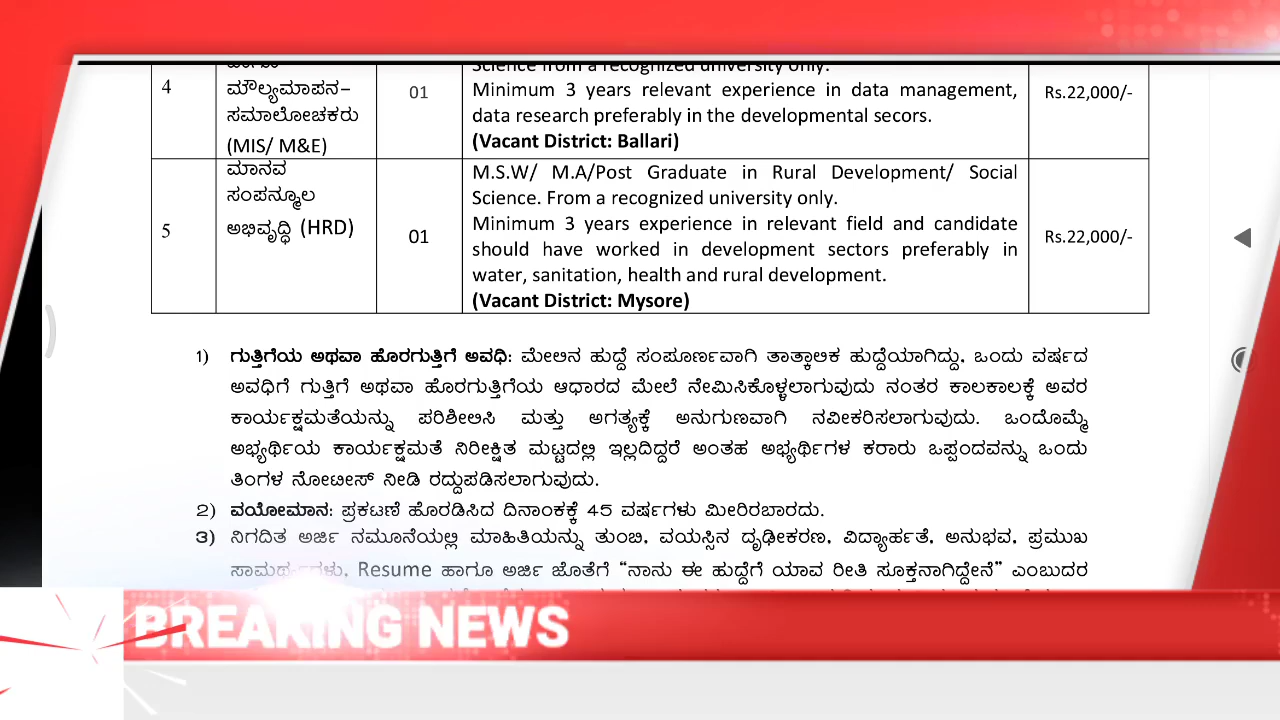 4
ಮೌಲ್ಯಮಾಪನ–
ಸಮಾಲೋಚಕರು
(MIS/ M&E)
01
Science from a recognized university only.
Minimum 3 years relevant experience in data management,
data research preferably in the developmental secors.
(Vacant District: Ballari)
Rs.22,000/-
5
ಮಾನವ
ಸಂಪನ್ಮೂಲ
ಅಭಿವೃದ್ಧಿ (HRD)
01
M.S.W/ M.A/Post Graduate in Rural Development/ Social
Science. From a recognized university only.
Minimum 3 years experience in relevant field and candidate
should have worked in development sectors preferably in
water, sanitation, health and rural development.
(Vacant District: Mysore)
Rs.22,000/-
1) ಗುತ್ತಿಗೆಯ ಅಥವಾ ಹೊರಗುತ್ತಿಗೆ ಅವಧಿ: ಮೇಲಿನ ಹುದ್ದೆ ಸಂಪೂರ್ಣವಾಗಿ ತಾತ್ಕಾಲಿಕ ಹುದ್ದೆಯಾಗಿದ್ದು, ಒಂದು ವರ್ಷದ
ಅವಧಿಗೆ ಗುತ್ತಿಗೆ ಅಥವಾ ಹೊರಗುತ್ತಿಗೆಯ ಆಧಾರದ ಮೇಲೆ ನೇಮಿಸಿಕೊಳ್ಳಲಾಗುವುದು ನಂತರ ಕಾಲಕಾಲಕ್ಕೆ ಅವರ
ಕಾರ್ಯಕ್ಷಮತೆಯನ್ನು ಪರಿಶೀಲಿಸಿ ಮತ್ತು ಅಗತ್ಯಕ್ಕೆ ಅನುಗುಣವಾಗಿ ನವೀಕರಿಸಲಾಗುವುದು. ಒಂದೊಮ್ಮೆ
ಅಭ್ಯರ್ಥಿಯ ಕಾರ್ಯಕ್ಷಮತೆ ನಿರೀಕ್ಷಿತ ಮಟ್ಟದಲ್ಲಿ ಇಲ್ಲದಿದ್ದರೆ ಅಂತಹ ಅಭ್ಯರ್ಥಿಗಳ ಕರಾರು ಒಪ್ಪಂದವನ್ನು ಒಂದು
ತಿಂಗಳ ನೋಟೀಸ್ ನೀಡಿ ರದ್ದುಪಡಿಸಲಾಗುವುದು.
2) ವಯೋಮಾನ: ಪ್ರಕಟಣೆ ಹೊರಡಿಸಿದ ದಿನಾಂಕಕ್ಕೆ 45 ವರ್ಷಗಳು ಮೀರಿರಬಾರದು.
3) ನಿಗದಿತ ಅರ್ಜಿ ನಮೂನೆಯಲ್ಲಿ ಮಾಹಿತಿಯನ್ನು ತುಂಬಿ, ವಯಸ್ಸಿನ ದೃಢೀಕರಣ, ವಿದ್ಯಾರ್ಹತೆ, ಅನುಭವ, ಪ್ರಮುಖ
ಸಾಮರ್ಥ್ಯಗಳು, Resume ಹಾಗೂ ಅರ್ಜಿ ಜೊತೆಗೆ “ನಾನು ಈ ಹುದ್ದೆಗೆ ಯಾವ ರೀತಿ ಸೂಕ್ತನಾಗಿದ್ದೇನೆ” ಎಂಬುದರ
BREAKING NEWS